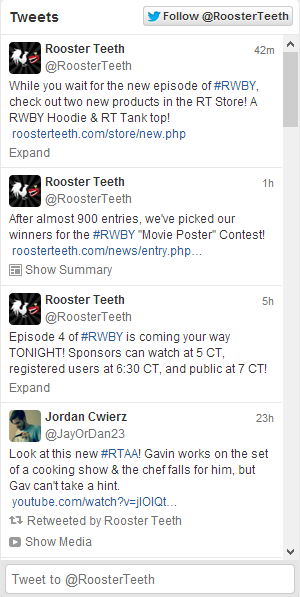 Tweets
Follow @RoosterTeeth
Rooster Teeth 42m
@RoosterTeeth
While you wait for the new episode of #RWBY,
check out two new products in the RT Store! A
RWBY Hoodie & RT Tank top!
roosterteeth.com/store/new.php
Expand
Rooster Teeth 1h
@RoosterTeeth
After almost 900 entries, we've picked our
winners for the #RWBY "Movie Poster" Contest!
roosterteeth.com/news/entry.php…
Show Summary
Rooster Teeth 5h
@RoosterTeeth
Episode 4 of #RWBY is coming your way
TONIGHT! Sponsors can watch at 5 CT,
registered users at 6:30 CT, and public at 7 CT!
Expand
Jordan Cwierz 23h
@JayOrDan23
Look at this new #RTAA! Gavin works on the set
of a cooking show & the chef falls for him, but
Gav can't take a hint.
youtube.com/watch?v=jIOIQt…
Retweeted by Rooster Teeth
Show Media
Tweet to @RoosterTeeth